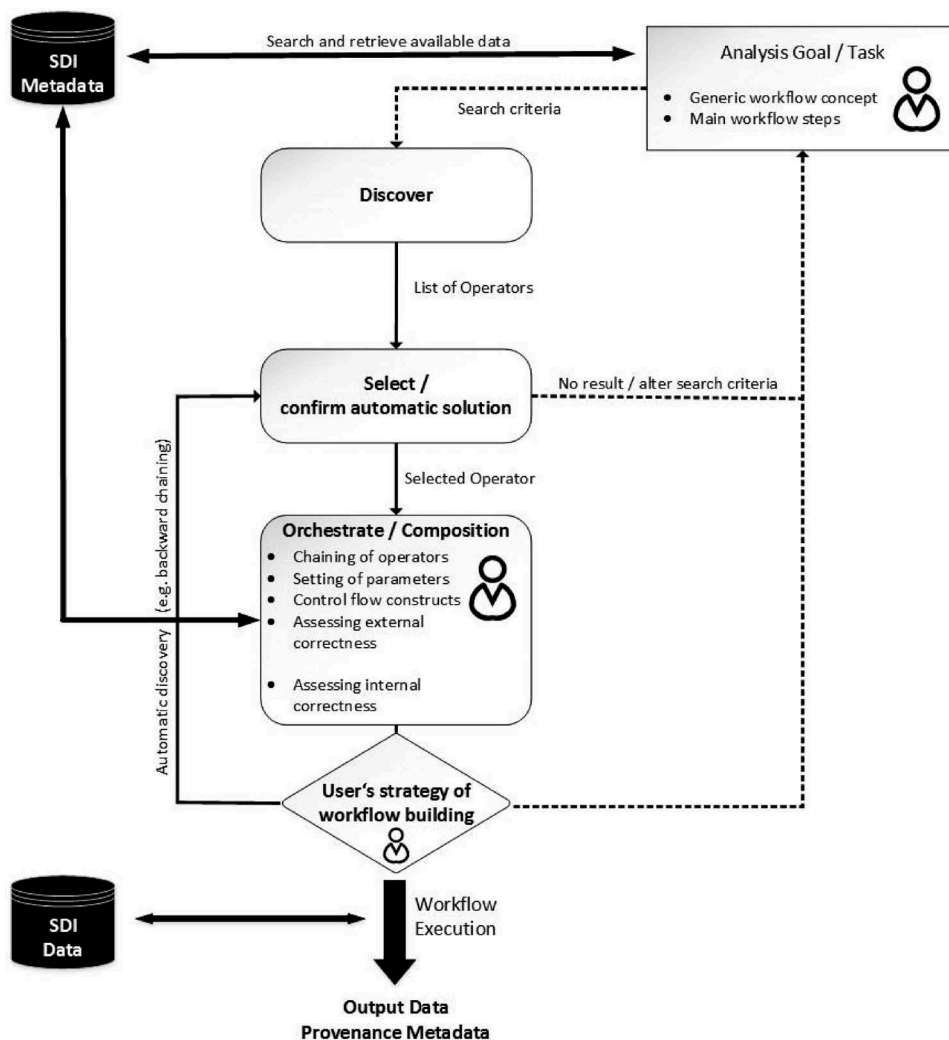 SDI
Metadata
Search and retrieve available data
Analysis Goal / Task
• Generic workflow concept
• Main workflow steps
Search criteria
Discover
List of Operators
Select /
confirm automatic solution
No result / alter search criteria
Selected Operator
Orchestrate / Composition
• Chaining of operators
• Setting of parameters
• Control flow constructs
• Assessing external
correctness
• Assessing internal
correctness
Automatic discovery (e.g. backward chaining)
User‘s strategy of
workflow building
SDI
Data
Workflow
Execution
Output Data
Provenance Metadata